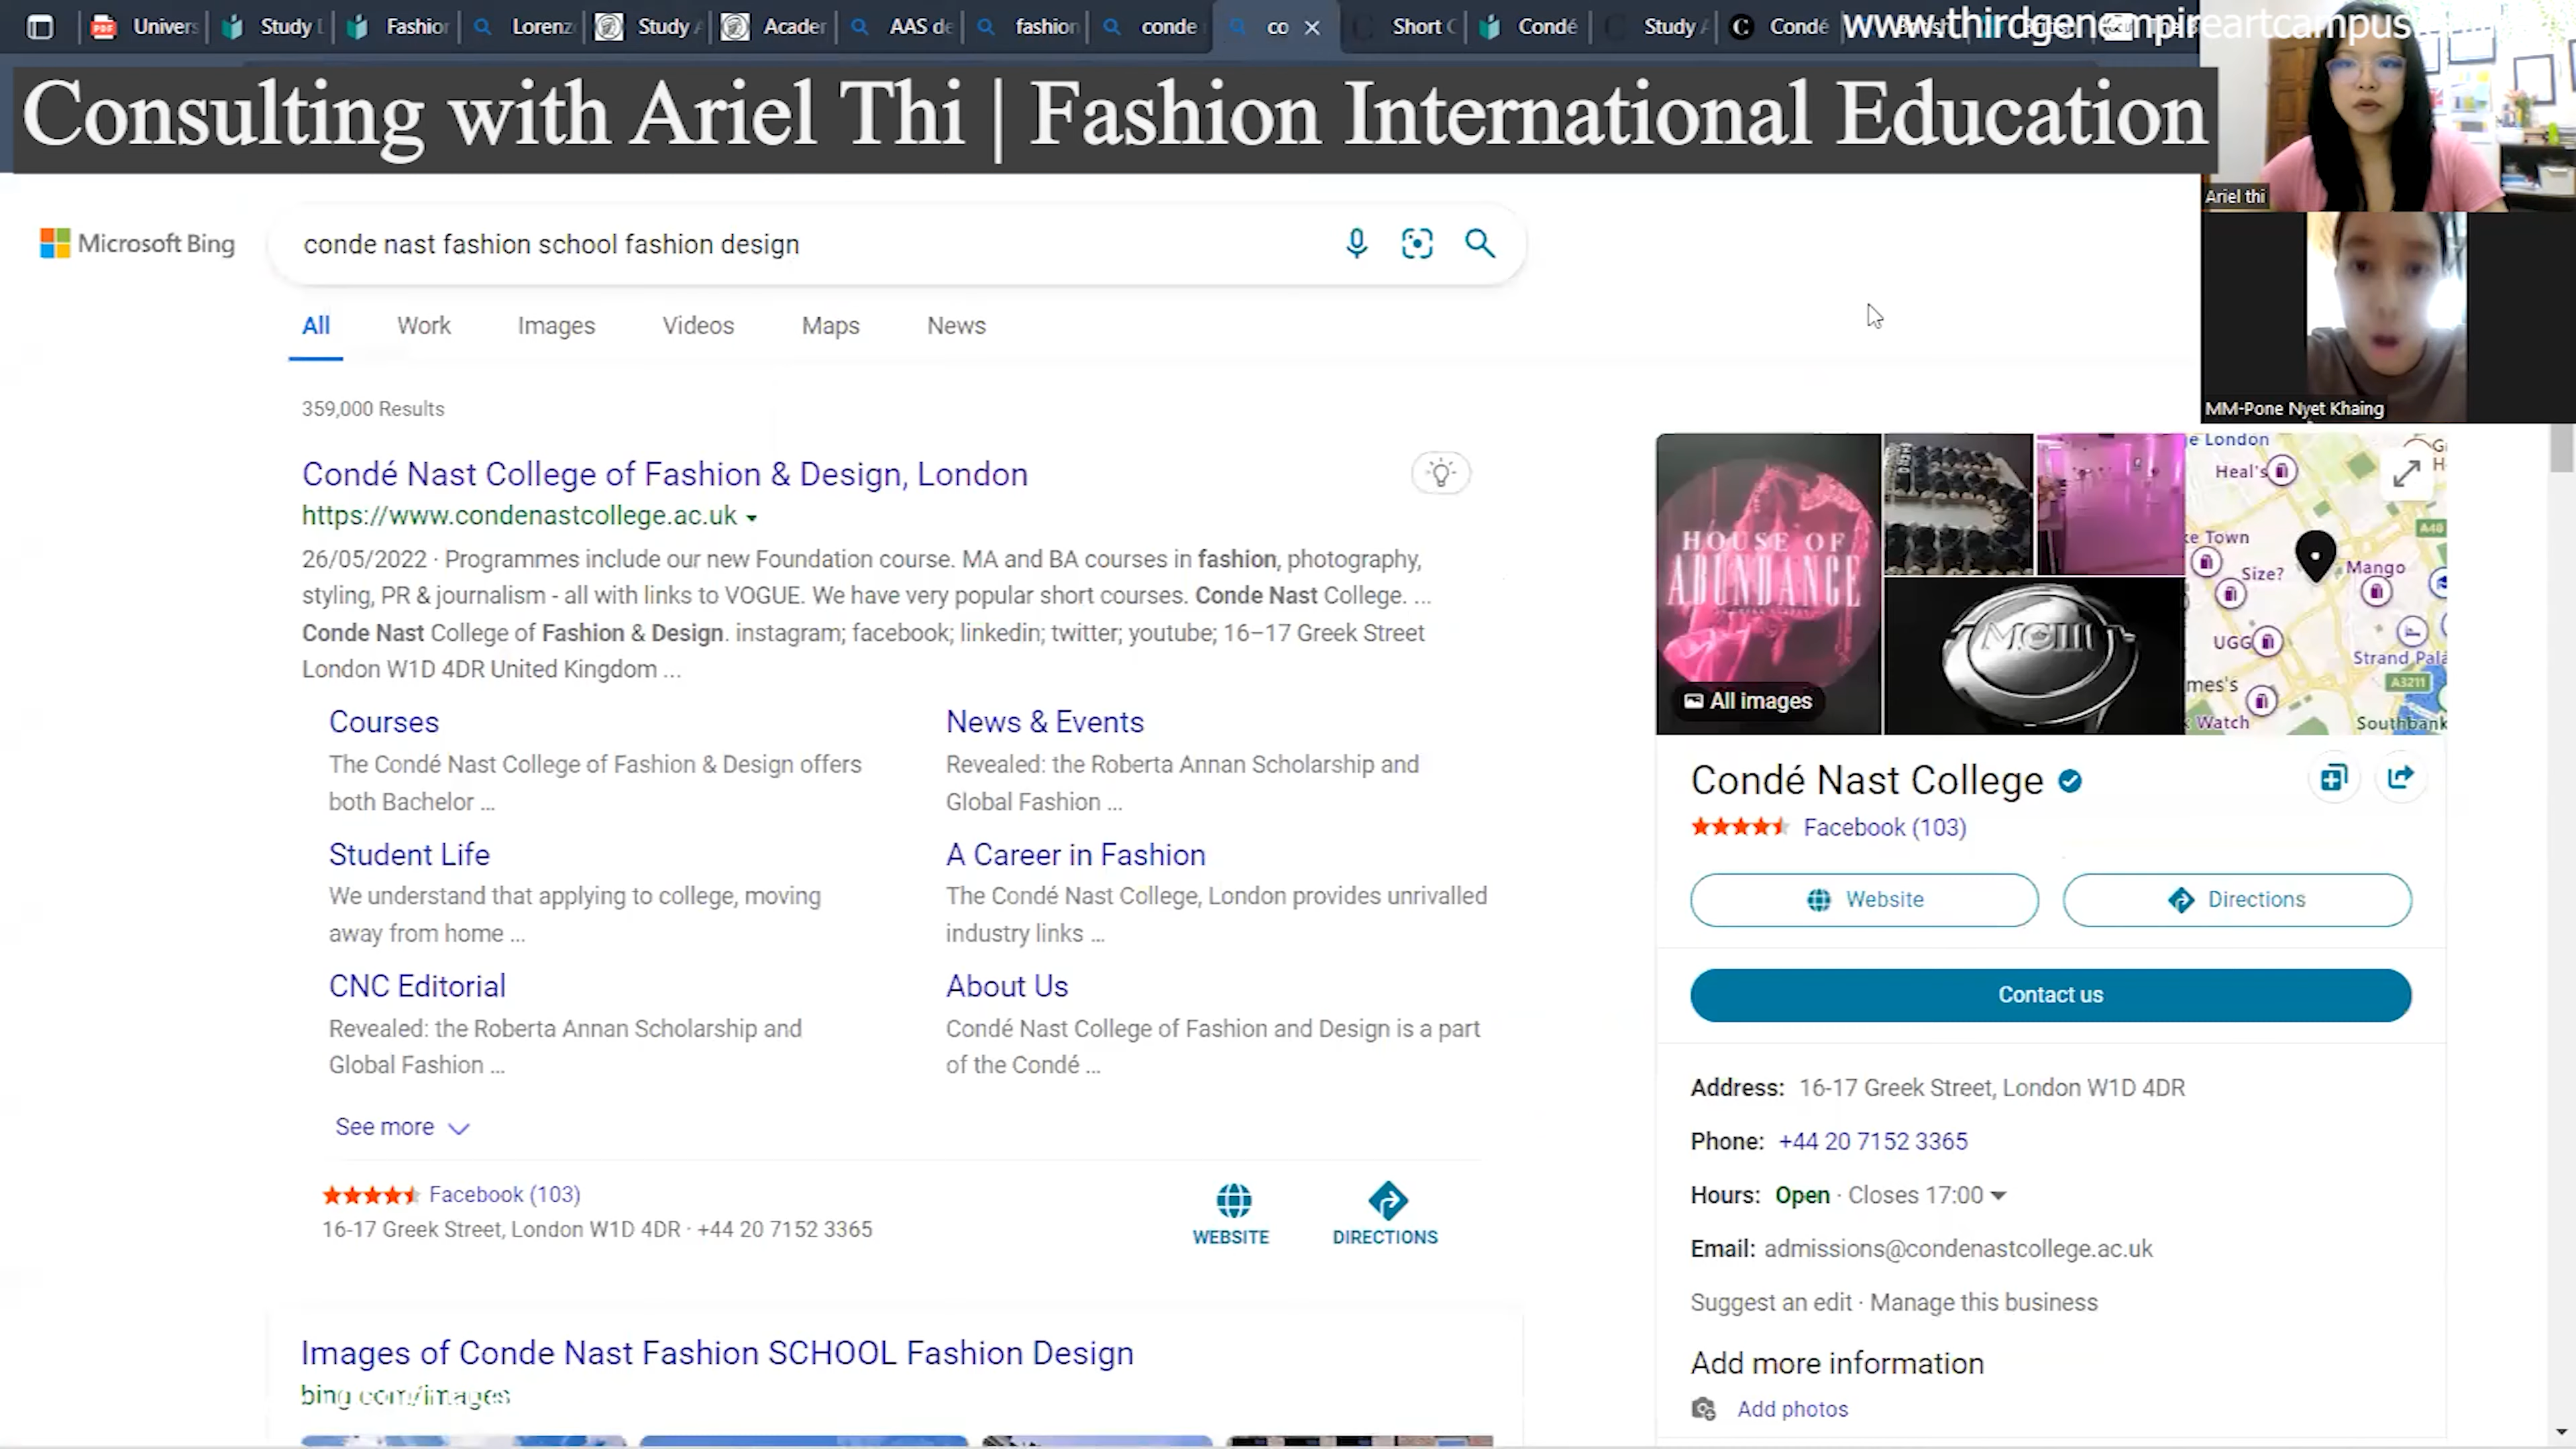 Univers
Study
Fashion
Lorenz
Study
Acader
AAS de
fashion
conde
co
Short C
Condé
Study
Condé
www.thirdgenempireartcampus
Consulting with Ariel Thi | Fashion International Education
Ariel thi
MM-Pone Nyet Khaing
Microsoft Bing
conde nast fashion school fashion design
All Work Images Videos Maps News
359,000 Results
Condé Nast College of Fashion & Design, London
https://www.condenastcollege.ac.uk
26/05/2022 · Programmes include our new Foundation course. MA and BA courses in fashion, photography,
styling, PR & journalism - all with links to VOGUE. We have very popular short courses. Conde Nast College. ...
Conde Nast College of Fashion & Design. instagram; facebook; linkedin; twitter; youtube; 16–17 Greek Street
London W1D 4DR United Kingdom ...
Courses
The Condé Nast College of Fashion & Design offers
both Bachelor ...
News & Events
Revealed: the Roberta Annan Scholarship and
Global Fashion ...
Student Life
We understand that applying to college, moving
away from home ...
A Career in Fashion
The Condé Nast College, London provides unrivalled
industry links ...
CNC Editorial
Revealed: the Roberta Annan Scholarship and
Global Fashion ...
About Us
Condé Nast College of Fashion and Design is a part
of the Condé ...
See more
Facebook (103)
16-17 Greek Street, London W1D 4DR · +44 20 7152 3365
WEBSITE
DIRECTIONS
Images of Conde Nast Fashion SCHOOL Fashion Design
bing com/images
HOUSE OF
ABUNDANCE
All images
MCM
e London
Heal's
A40
ke Town
Size?
Mango
UGG
Strand Pala
A3211
mes's
Watch
Southbank
Condé Nast College
Facebook (103)
Website
Directions
Contact us
Address: 16-17 Greek Street, London W1D 4DR
Phone: +44 20 7152 3365
Hours: Open · Closes 17:00
Email: admissions@condenastcollege.ac.uk
Suggest an edit · Manage this business
Add more information
Add photos